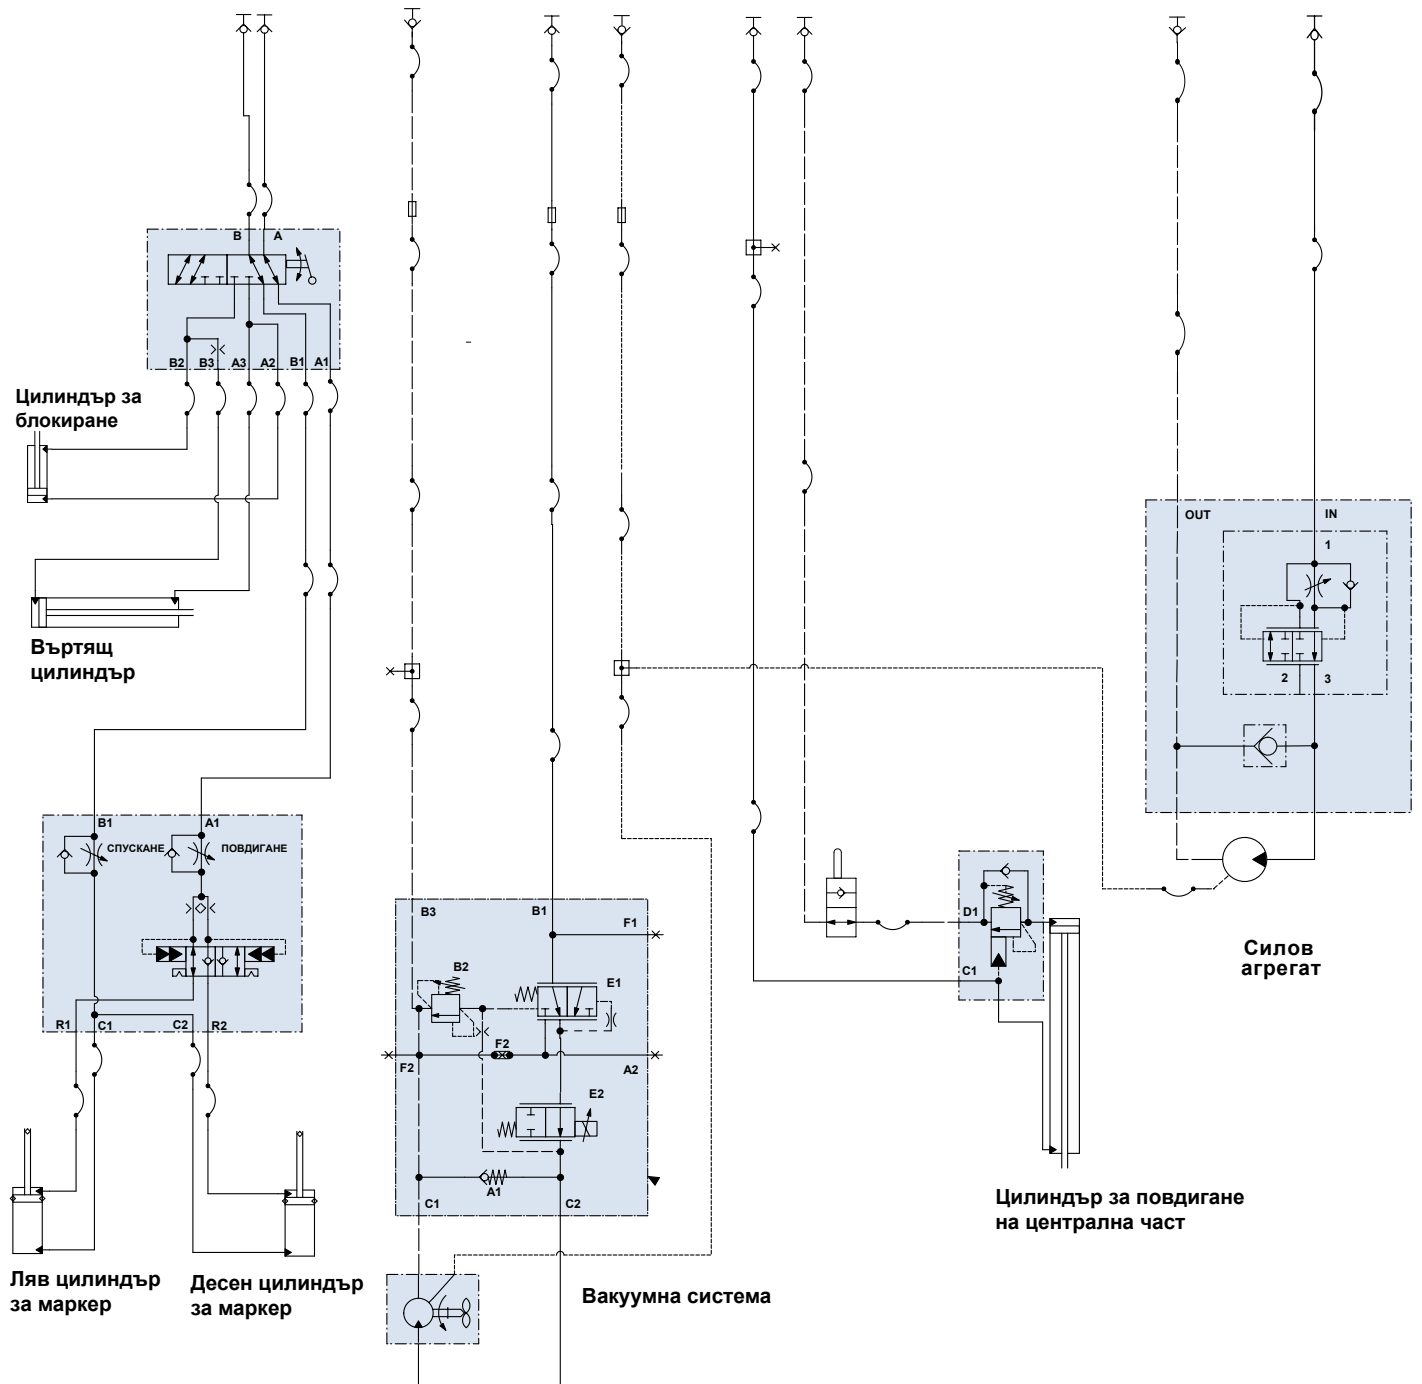 B A
B2 B3 A3 A2 B1 A1
Цилиндър за
блокиране
Въртящ
цилиндър
B1 A1
СПУСКАНЕ ПОВДИГАНЕ
R1 C1 C2 R2
Ляв цилиндър
за маркер
Десен цилиндър
за маркер
B3 B1 F1
B2 E1
F2 F2 A2
E2
A1
C1 C2
Вакуумна система
D1
C1
Цилиндър за повдигане
на централна част
OUT IN
1
2 3
Силов
агрегат